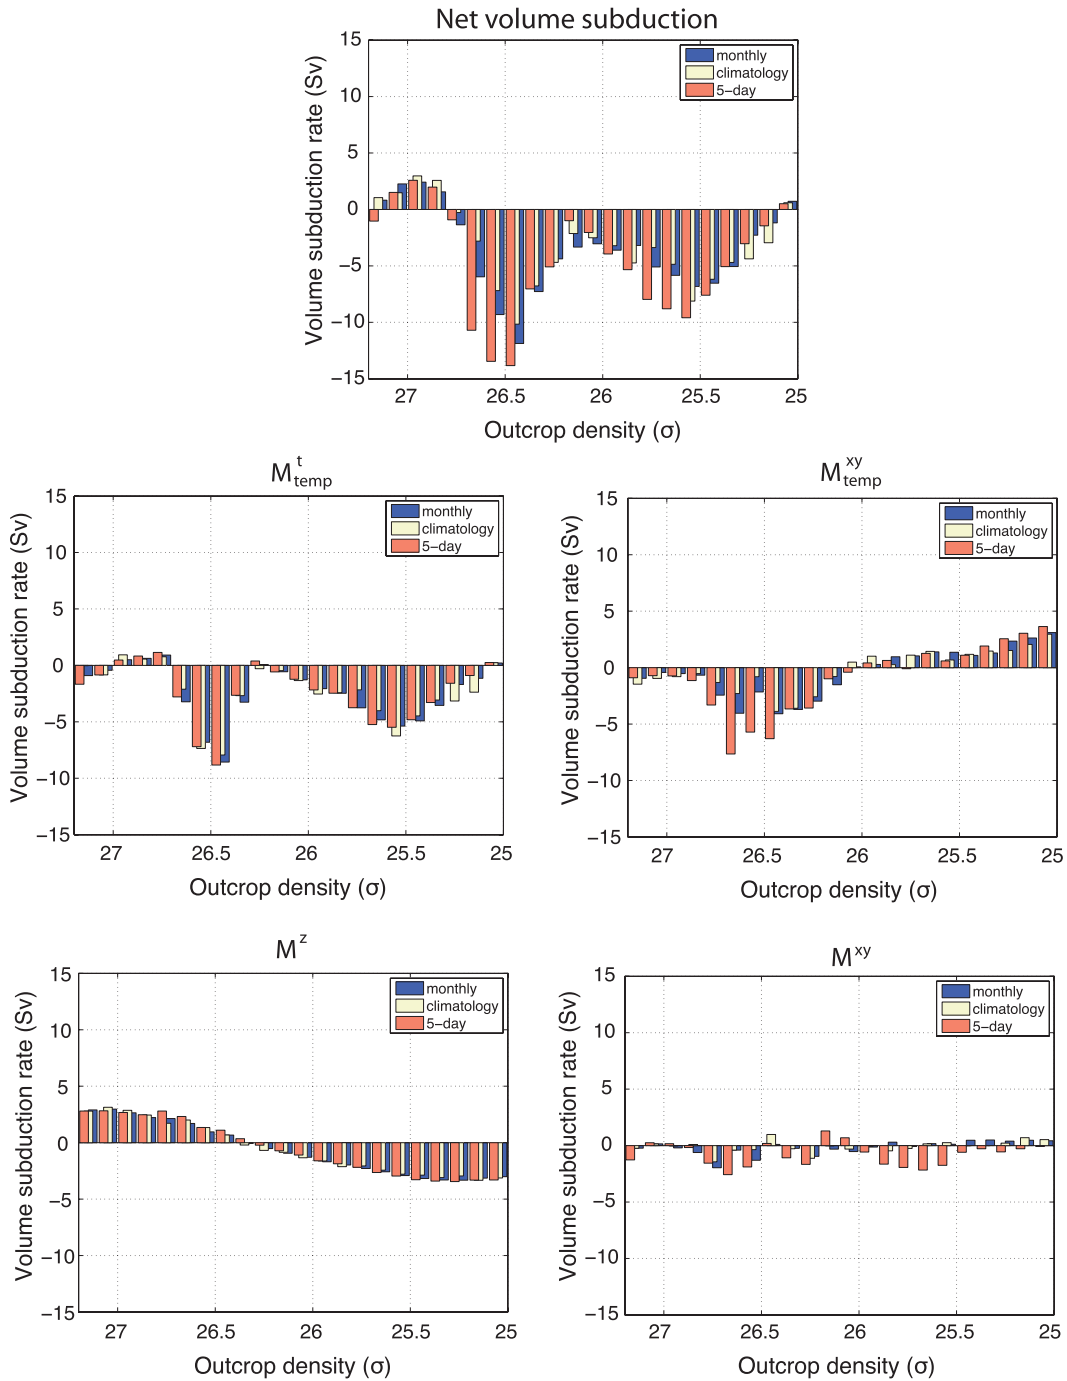 Net volume subduction
Volume subduction rate (Sv)
15
10
5
0
−5
−10
−15
monthly
climatology
5−day
27
26.5
26
25.5
25
Outcrop density (σ)
M^t_temp
Volume subduction rate (Sv)
15
10
5
0
−5
−10
−15
monthly
climatology
5−day
27
26.5
26
25.5
25
Outcrop density (σ)
M^xy_temp
Volume subduction rate (Sv)
15
10
5
0
−5
−10
−15
monthly
climatology
5−day
27
26.5
26
25.5
25
Outcrop density (σ)
M^z
Volume subduction rate (Sv)
15
10
5
0
−5
−10
−15
monthly
climatology
5−day
27
26.5
26
25.5
25
Outcrop density (σ)
M^xy
Volume subduction rate (Sv)
15
10
5
0
−5
−10
−15
monthly
climatology
5−day
27
26.5
26
25.5
25
Outcrop density (σ)